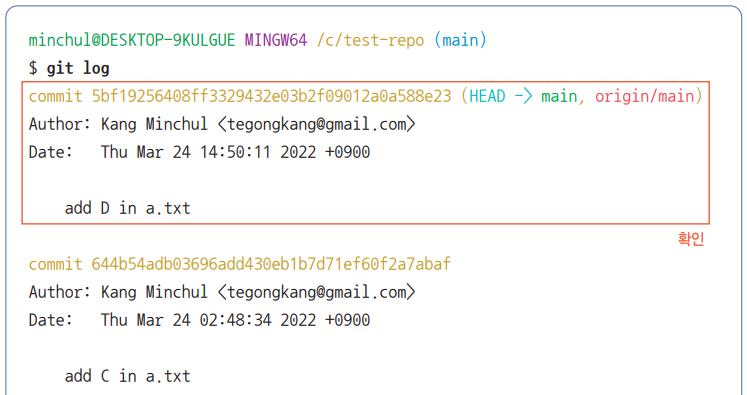 minchul@DESKTOP-9KULGUE MINGW64 /c/test-repo (main)
$ git log
commit 5bf19256408ff3329432e03b2f09012a0a588e23 (HEAD -> main, origin/main)
Author: Kang Minchul <tegongkang@gmail.com>
Date:   Thu Mar 24 14:50:11 2022 +0900
add D in a.txt
확인
commit 644b54adb03696add430eb1b7d71ef60f2a7abaf
Author: Kang Minchul <tegongkang@gmail.com>
Date:   Thu Mar 24 02:48:34 2022 +0900
add C in a.txt